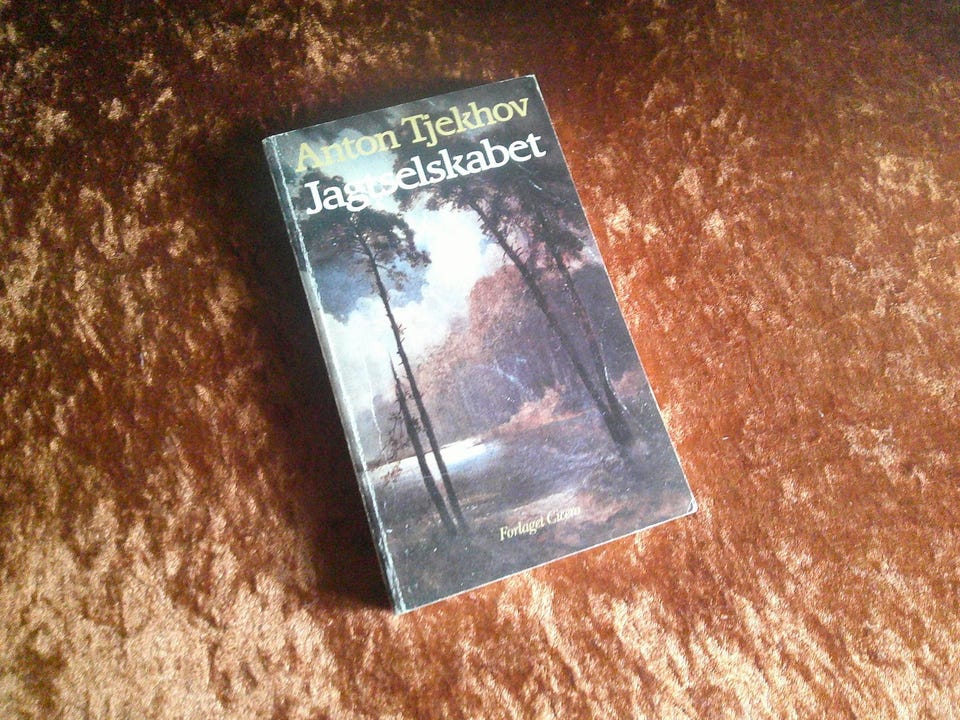 Anton Tjekhov
Jagtselskabet
Forlaget Cicero